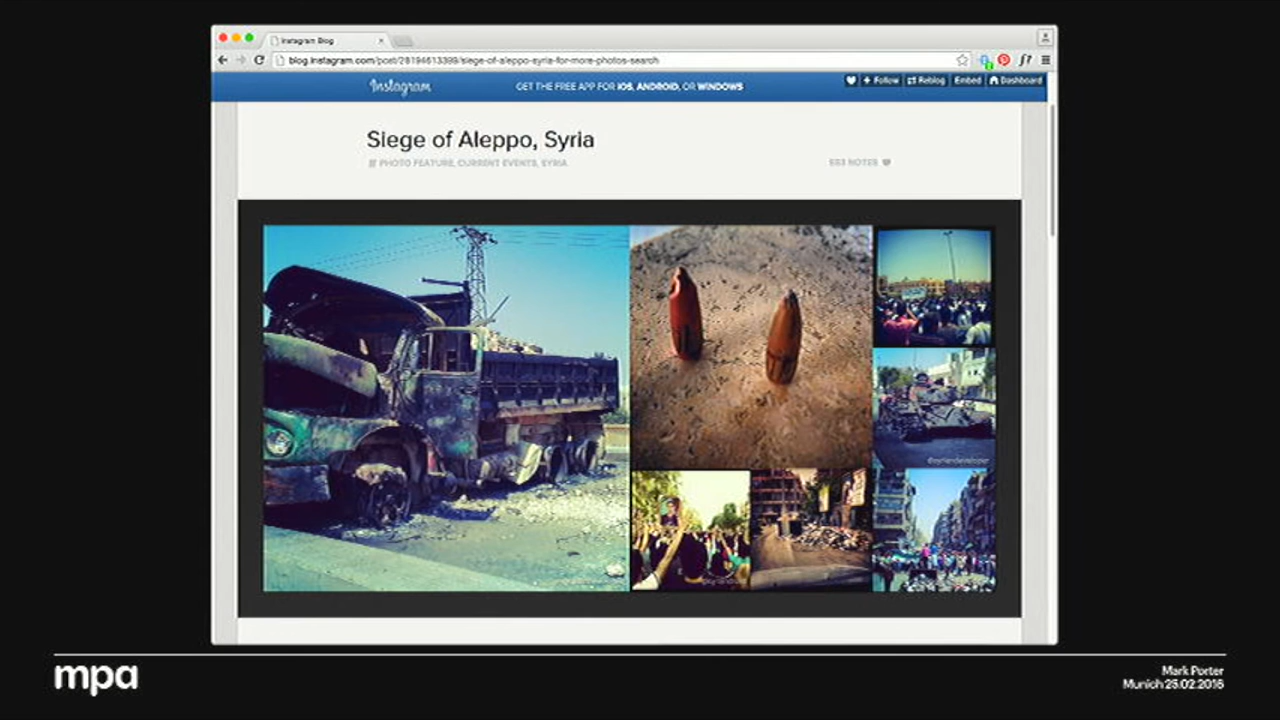 Instagram Blog
blog.instagram.com/post/28194613399/siege-of-aleppo-syria-for-more-photos-search
Instagram
GET THE FREE APP FOR IOS, ANDROID, OR WINDOWS
+ Follow
Reblog
Embed
Dashboard
Siege of Aleppo, Syria
# PHOTO FEATURE, CURRENT EVENTS, SYRIA
553 NOTES
mpa
Mark Porter
Munich 25.02.2016